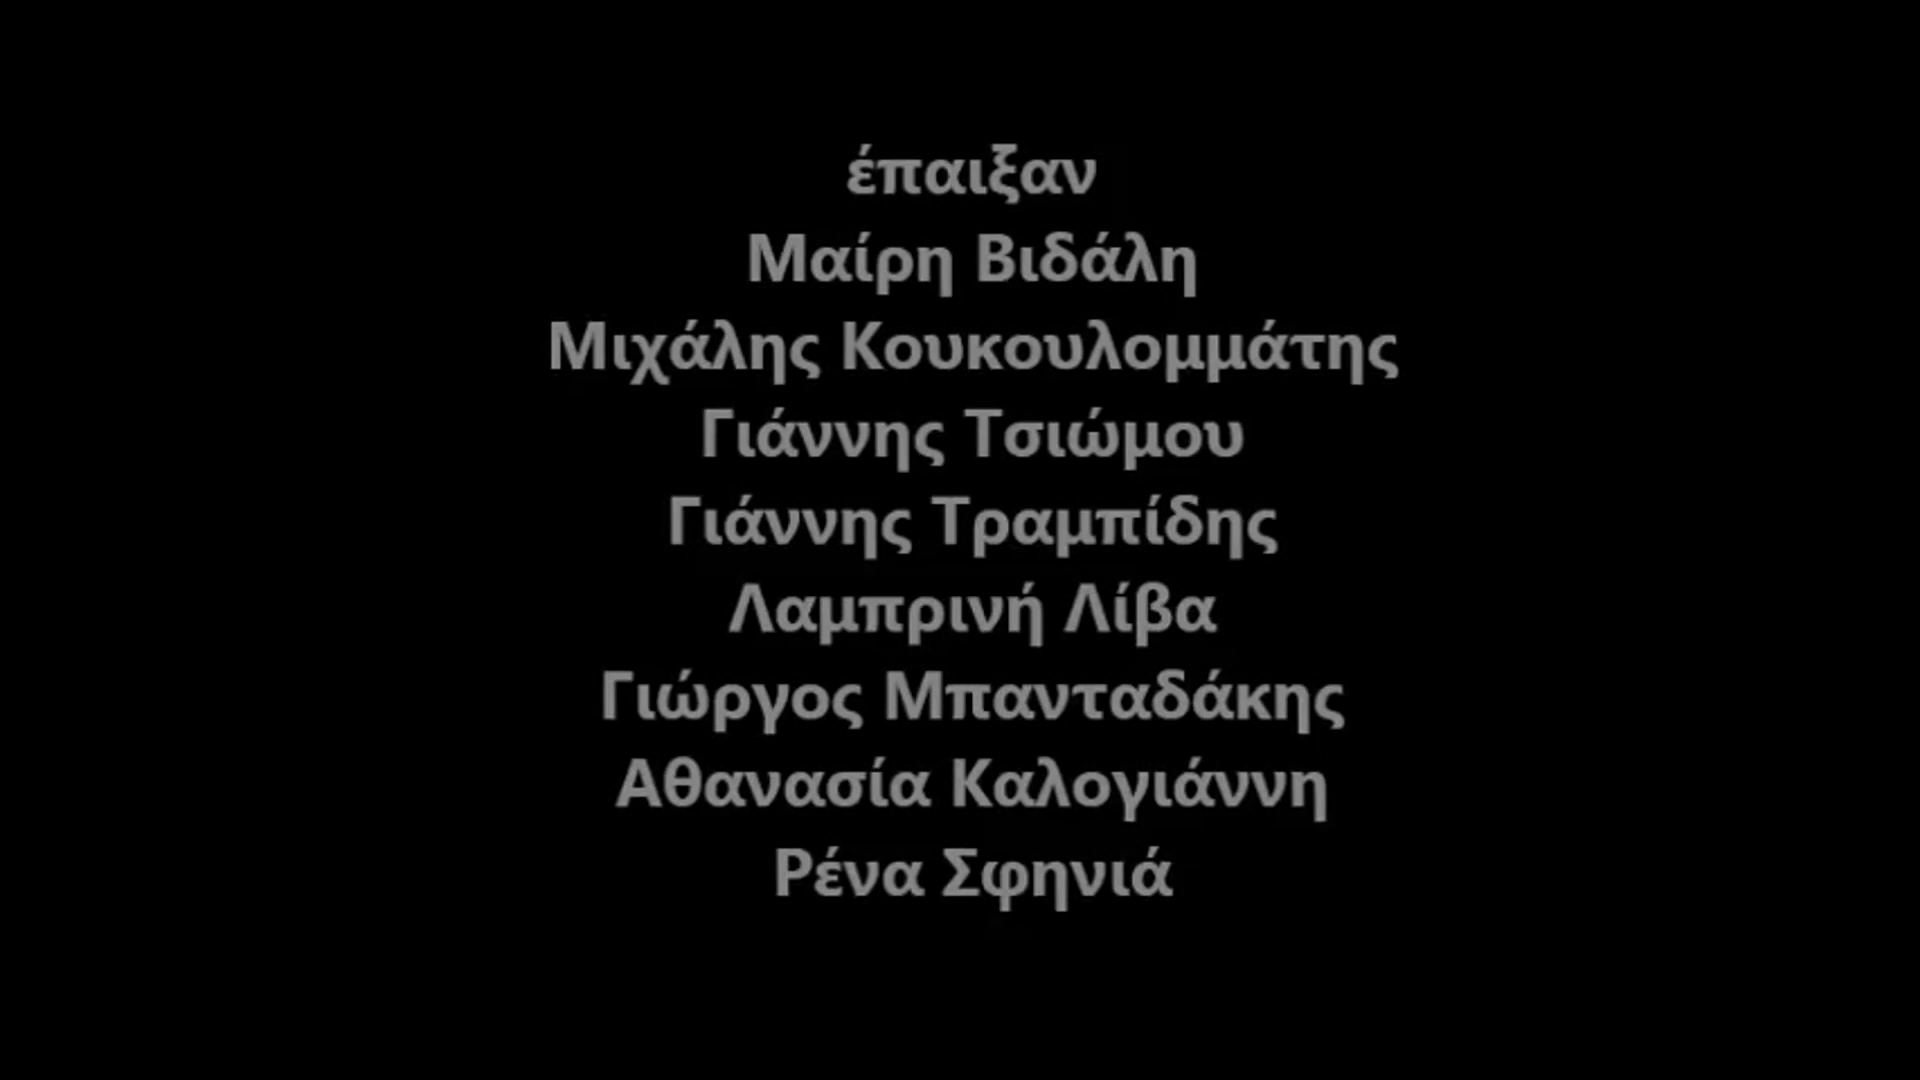 έπαιξαν
Μαίρη Βιδάλη
Μιχάλης Κουκουλομμάτης
Γιάννης Τσιώμου
Γιάννης Τραμπίδης
Λαμπρινή Λίβα
Γιώργος Μπανταδάκης
Αθανασία Καλογιάννη
Ρένα Σφηνιά